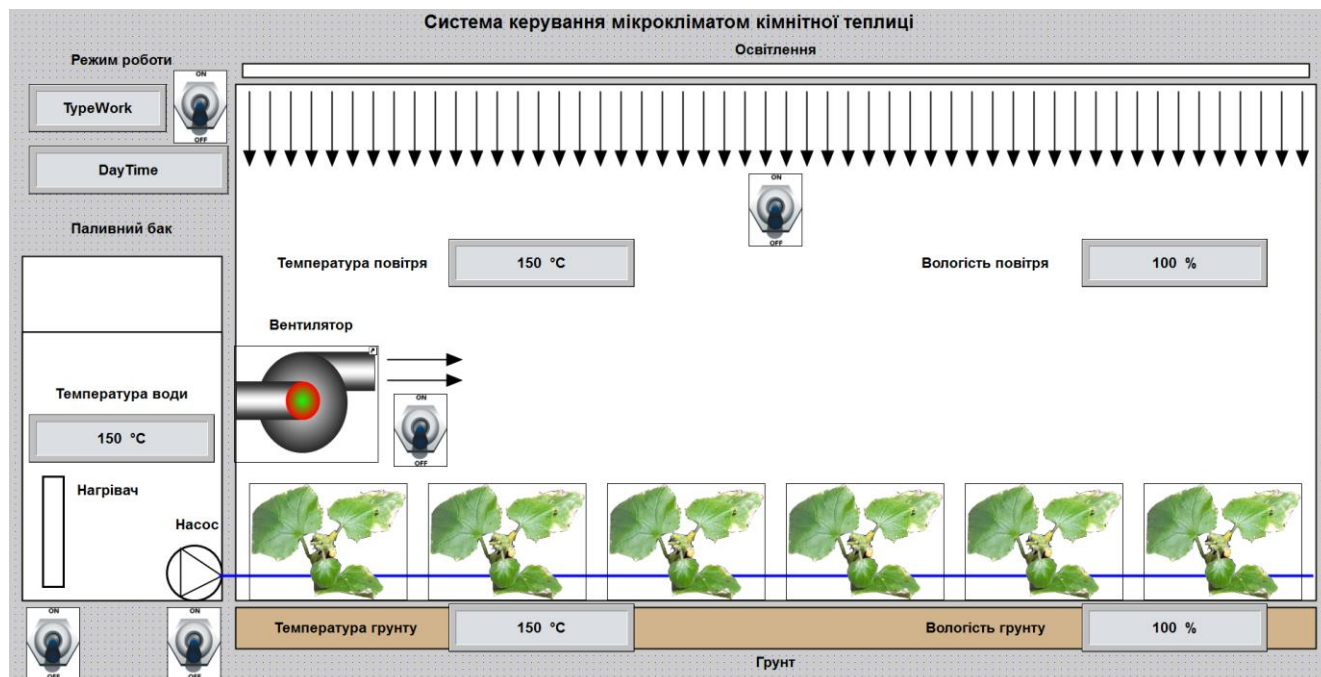 Система керування мікрокліматом кімнітної теплиці
Освітлення
Режим роботи
ON
TypeWork
OFF
DayTime
ON
OFF
Паливний бак
Температура повітря
150 °C
Вологість повітря
100 %
Вентилятор
Температура води
150 °C
ON
OFF
Нагрівач
Насос
ON
OFF
ON
OFF
Температура грунту
150 °C
Вологість грунту
100 %
Грунт